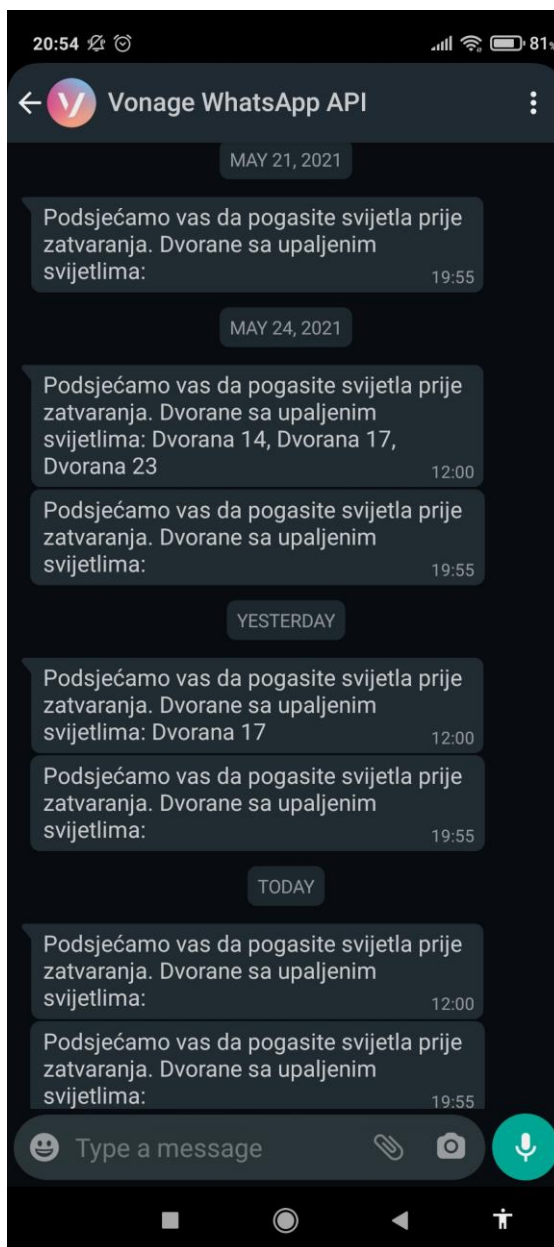 20:54 81%
Vonage WhatsApp API
MAY 21, 2021
Podsjećamo vas da pogasite svijetla prije
zatvaranja. Dvorane sa upaljenim
svijetlima:
19:55
MAY 24, 2021
Podsjećamo vas da pogasite svijetla prije
zatvaranja. Dvorane sa upaljenim
svijetlima: Dvorana 14, Dvorana 17,
Dvorana 23
12:00
Podsjećamo vas da pogasite svijetla prije
zatvaranja. Dvorane sa upaljenim
svijetlima:
19:55
YESTERDAY
Podsjećamo vas da pogasite svijetla prije
zatvaranja. Dvorane sa upaljenim
svijetlima: Dvorana 17
12:00
Podsjećamo vas da pogasite svijetla prije
zatvaranja. Dvorane sa upaljenim
svijetlima:
19:55
TODAY
Podsjećamo vas da pogasite svijetla prije
zatvaranja. Dvorane sa upaljenim
svijetlima:
12:00
Podsjećamo vas da pogasite svijetla prije
zatvaranja. Dvorane sa upaljenim
svijetlima:
19:55
Type a message